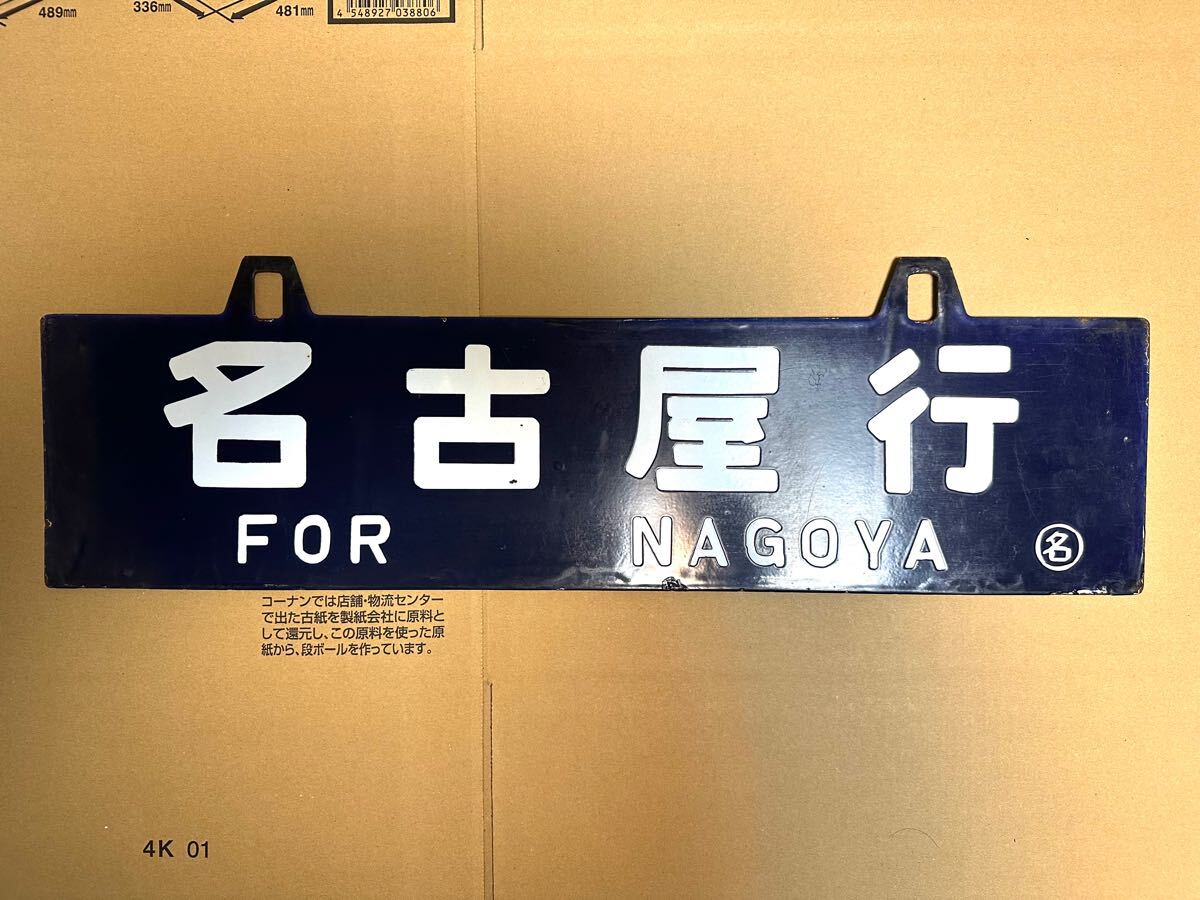 489mm 336mm 481mm
4 548927 038806
名古屋行
FOR NAGOYA 名
コーナンでは店舗・物流センター
で出た古紙を製紙会社に原料と
して還元し、この原料を使った原
紙から、段ボールを作っています。
4K 01